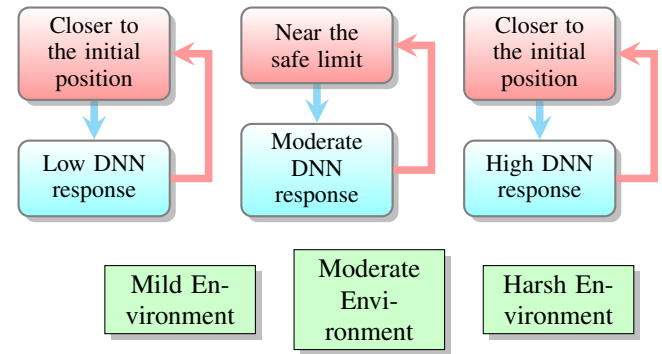 Closer to
the initial
position
Near the
safe limit
Closer to
the initial
position
Low DNN
response
Moderate
DNN
response
High DNN
response
Mild En-
vironment
Moderate
Envi-
ronment
Harsh En-
vironment